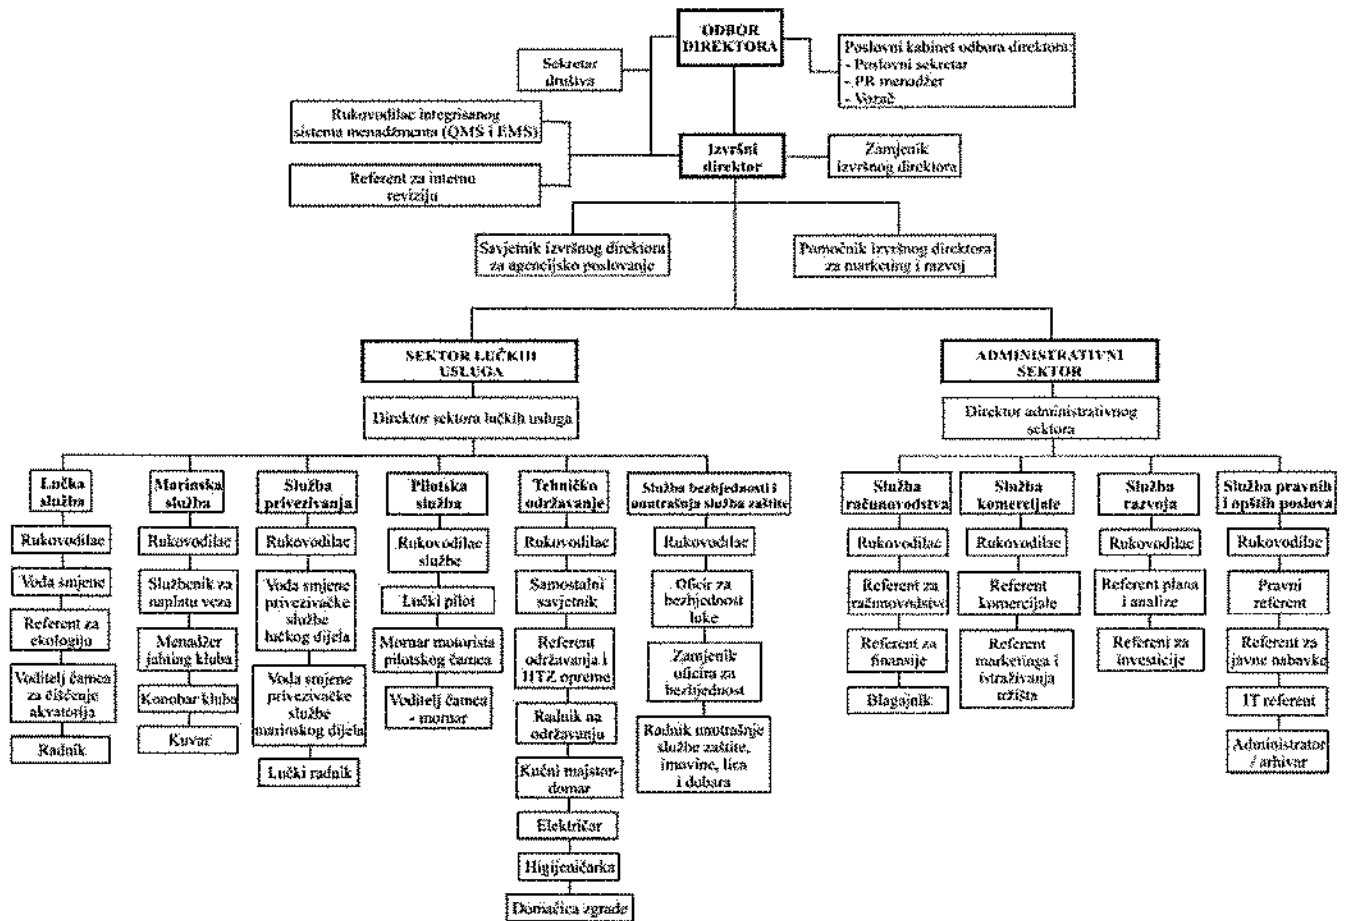 ODBOR
DIREKTORA
Poslovni kabinet odbora direktora:
- Poslovni sekretar
- PR menadžer
- Vozač
Sekretar
društva
Rukovodilac integrisanog
sistema menadžmenta (QMS i EMS)
Izvršni
direktor
Zamjenik
izvršnog direktora
Referent za internu
reviziju
Savjetnik izvršnog direktora
za agencijsko poslovanje
Pomoćnik izvršnog direktora
za marketing i razvoj
SEKTOR LUČKIH
USLUGA
ADMINISTRATIVNI
SEKTOR
Direktor sektora lučkih usluga
Direktor administrativnog
sektora
Lučka
služba
Rukovodilac
Vođa smjene
Referent za
ekologiju
Voditelj čamca
za čišćenje
akvatorija
Radnik
Marinska
služba
Rukovodilac
Službenik za
naplatu veza
Menadžer
jahting kluba
Konobar kluba
Kuvar
Služba
privezivanja
Rukovodilac
Vođa smjene
privezivačke
službe
lučkog dijela
Vođa smjene
privezivačke
službe
marinskog dijela
Lučki radnik
Pilotska
služba
Rukovodilac
službe
Lučki pilot
Mornar motorista
pilotskog čamca
Voditelj čamca
- mornar
Tehničko
održavanje
Rukovodilac
Samostalni
savjetnik
Referent
održavanja i
HTZ opreme
Radnik na
održavanju
Kućni majstor-
domar
Električar
Higijeničarka
Domaćica zgrade
Služba bezbjednosti i
unutrašnja služba zaštite
Rukovodilac
Oficir za
bezbjednost
luke
Zamjenik
oficira za
bezbjednost
Radnik unutrašnje
službe zaštite,
imovine, lica
i dobara
Služba
računovodstva
Rukovodilac
Referent za
računovodstvo
Referent za
finansije
Blagajnik
Služba
komercijale
Rukovodilac
Referent
komercijale
Referent
marketinga i
istraživanja
tržišta
Služba
razvoja
Rukovodilac
Referent plana
i analize
Referent za
investicije
Služba pravnih
i opštih poslova
Rukovodilac
Pravni
referent
Referent za
javne nabavke
IT referent
Administrator
/ arhivar